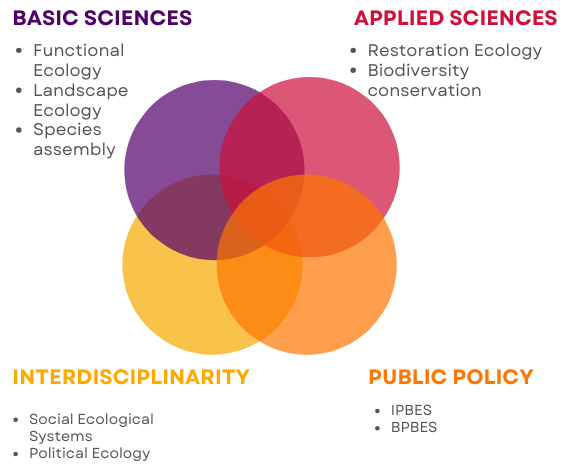 BASIC SCIENCES
• Functional
Ecology
• Landscape
Ecology
• Species
assembly
APPLIED SCIENCES
• Restoration Ecology
• Biodiversity
conservation
INTERDISCIPLINARITY
• Social Ecological
Systems
• Political Ecology
PUBLIC POLICY
• IPBES
• BPBES